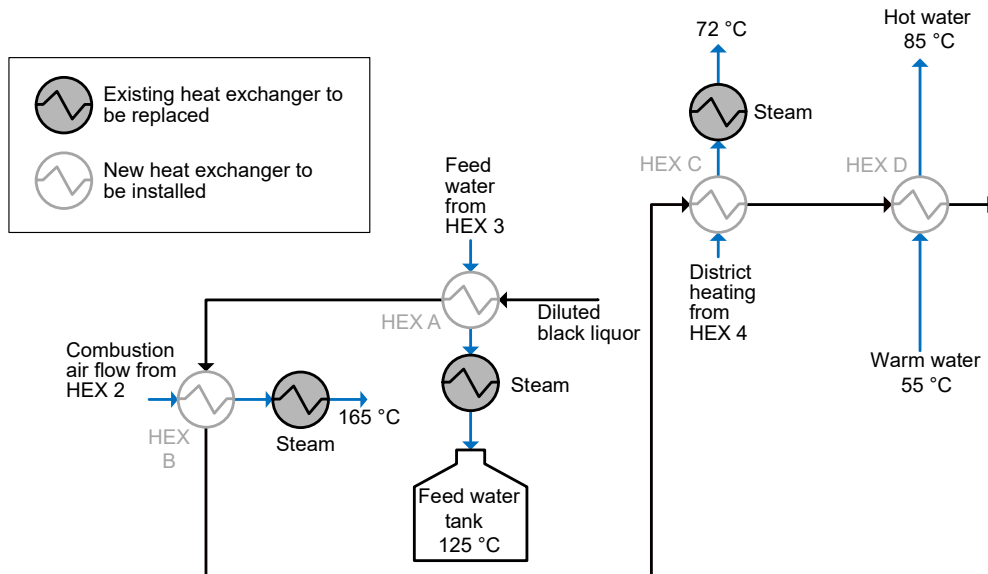 Existing heat exchanger to
be replaced
New heat exchanger to
be installed
72 °C
Hot water
85 °C
Steam
HEX C
HEX D
Feed
water
from
HEX 3
HEX A
Diluted
black liquor
District
heating
from
HEX 4
Warm water
55 °C
Combustion
air flow from
HEX 2
HEX
B
Steam
165 °C
Steam
Feed water
tank
125 °C